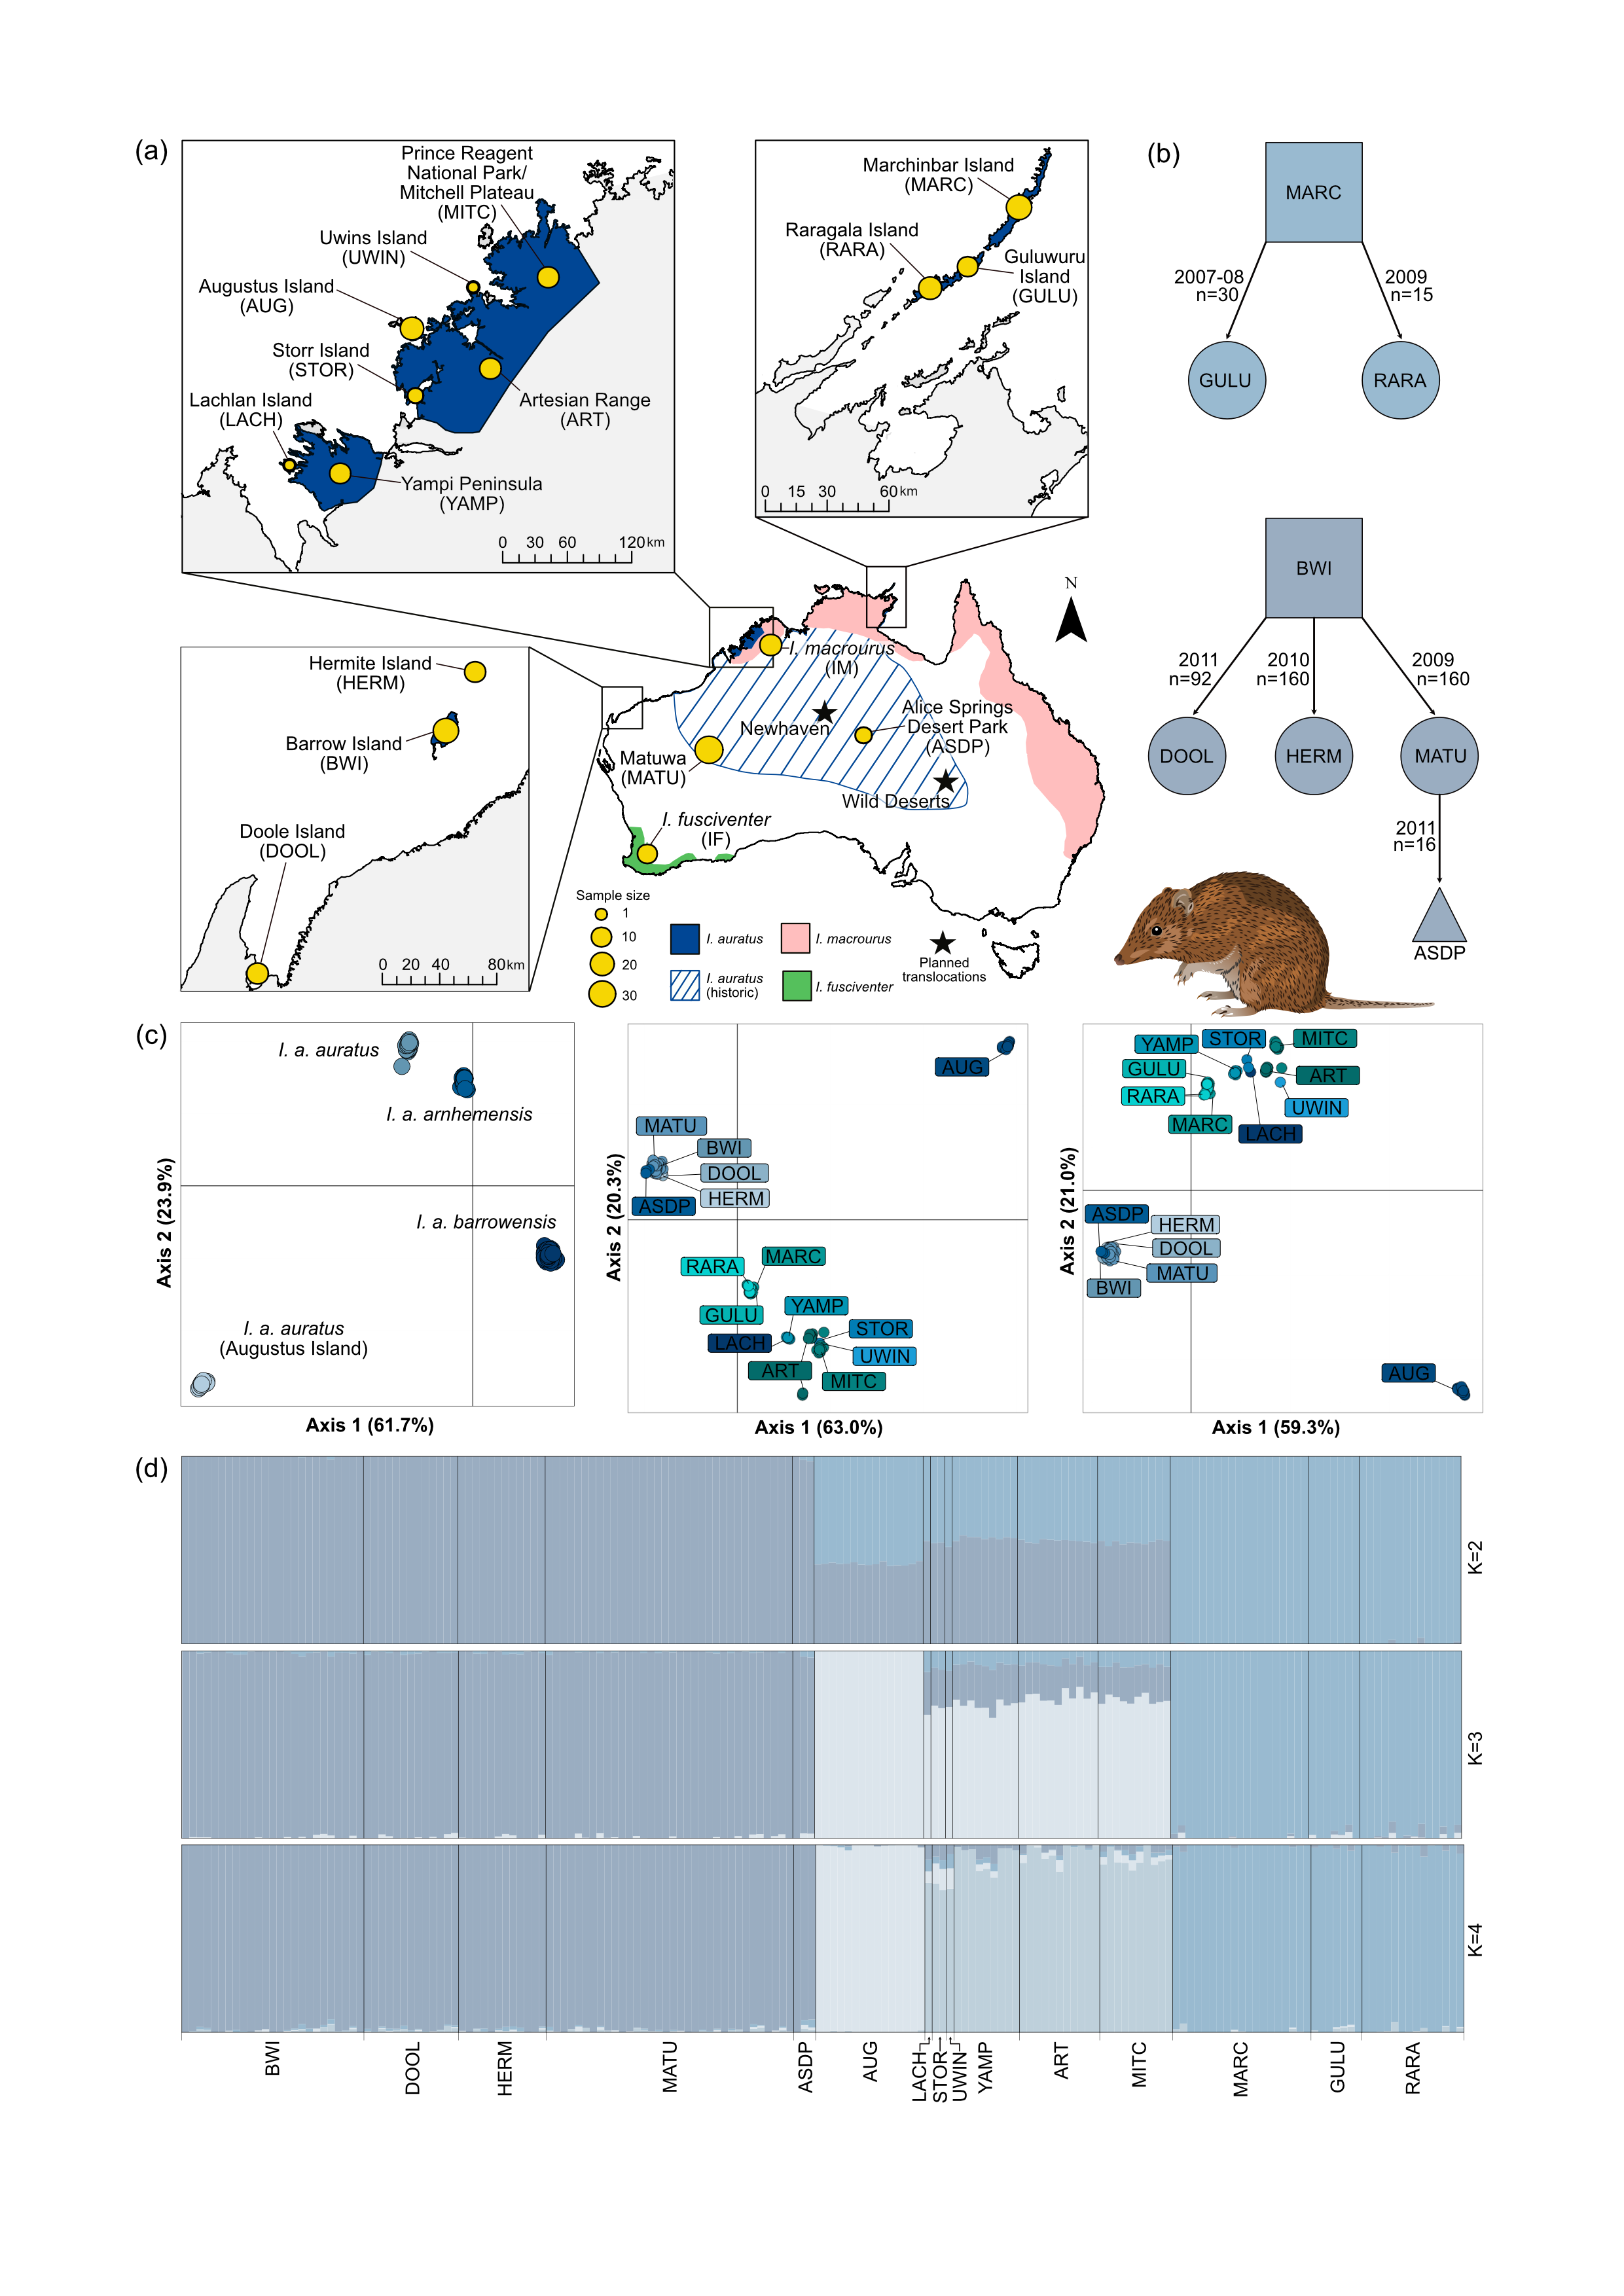 (a)
Prince Reagent
National Park/
Mitchell Plateau
(MITC)
Uwins Island
(UWIN)
Augustus Island
(AUG)
Storr Island
(STOR)
Lachlan Island
(LACH)
Artesian Range
(ART)
Yampi Peninsula
(YAMP)
0 30 60 120 km
Marchinbar Island
(MARC)
Raragala Island
(RARA)
Guluwuru
Island
(GULU)
0 15 30 60 km
Hermite Island
(HERM)
Barrow Island
(BWI)
Doole Island
(DOOL)
0 20 40 80 km
N
I. macrourus
(IM)
Newhaven
Alice Springs
Desert Park
(ASDP)
Matuwa
(MATU)
Wild Deserts
I. fusciventer
(IF)
Sample size
1
10
20
30
I. auratus
I. auratus
(historic)
I. macrourus
I. fusciventer
Planned
translocations
(b)
MARC
2007-08
n=30
2009
n=15
GULU
RARA
BWI
2011
n=92
2010
n=160
2009
n=160
DOOL
HERM
MATU
2011
n=16
ASDP
(c)
I. a. auratus
I. a. arnhemensis
I. a. barrowensis
I. a. auratus
(Augustus Island)
Axis 2 (23.9%)
Axis 1 (61.7%)
AUG
MATU
BWI
DOOL
HERM
ASDP
RARA
MARC
GULU
YAMP
LACH
STOR
UWIN
ART
MITC
Axis 2 (20.3%)
Axis 1 (63.0%)
YAMP
STOR
MITC
GULU
ART
RARA
UWIN
MARC
LACH
ASDP
HERM
DOOL
MATU
BWI
AUG
Axis 2 (21.0%)
Axis 1 (59.3%)
(d)
K=2
K=3
K=4
BWI
DOOL
HERM
MATU
ASDP
AUG
LACH
STOR
UWIN
YAMP
ART
MITC
MARC
GULU
RARA